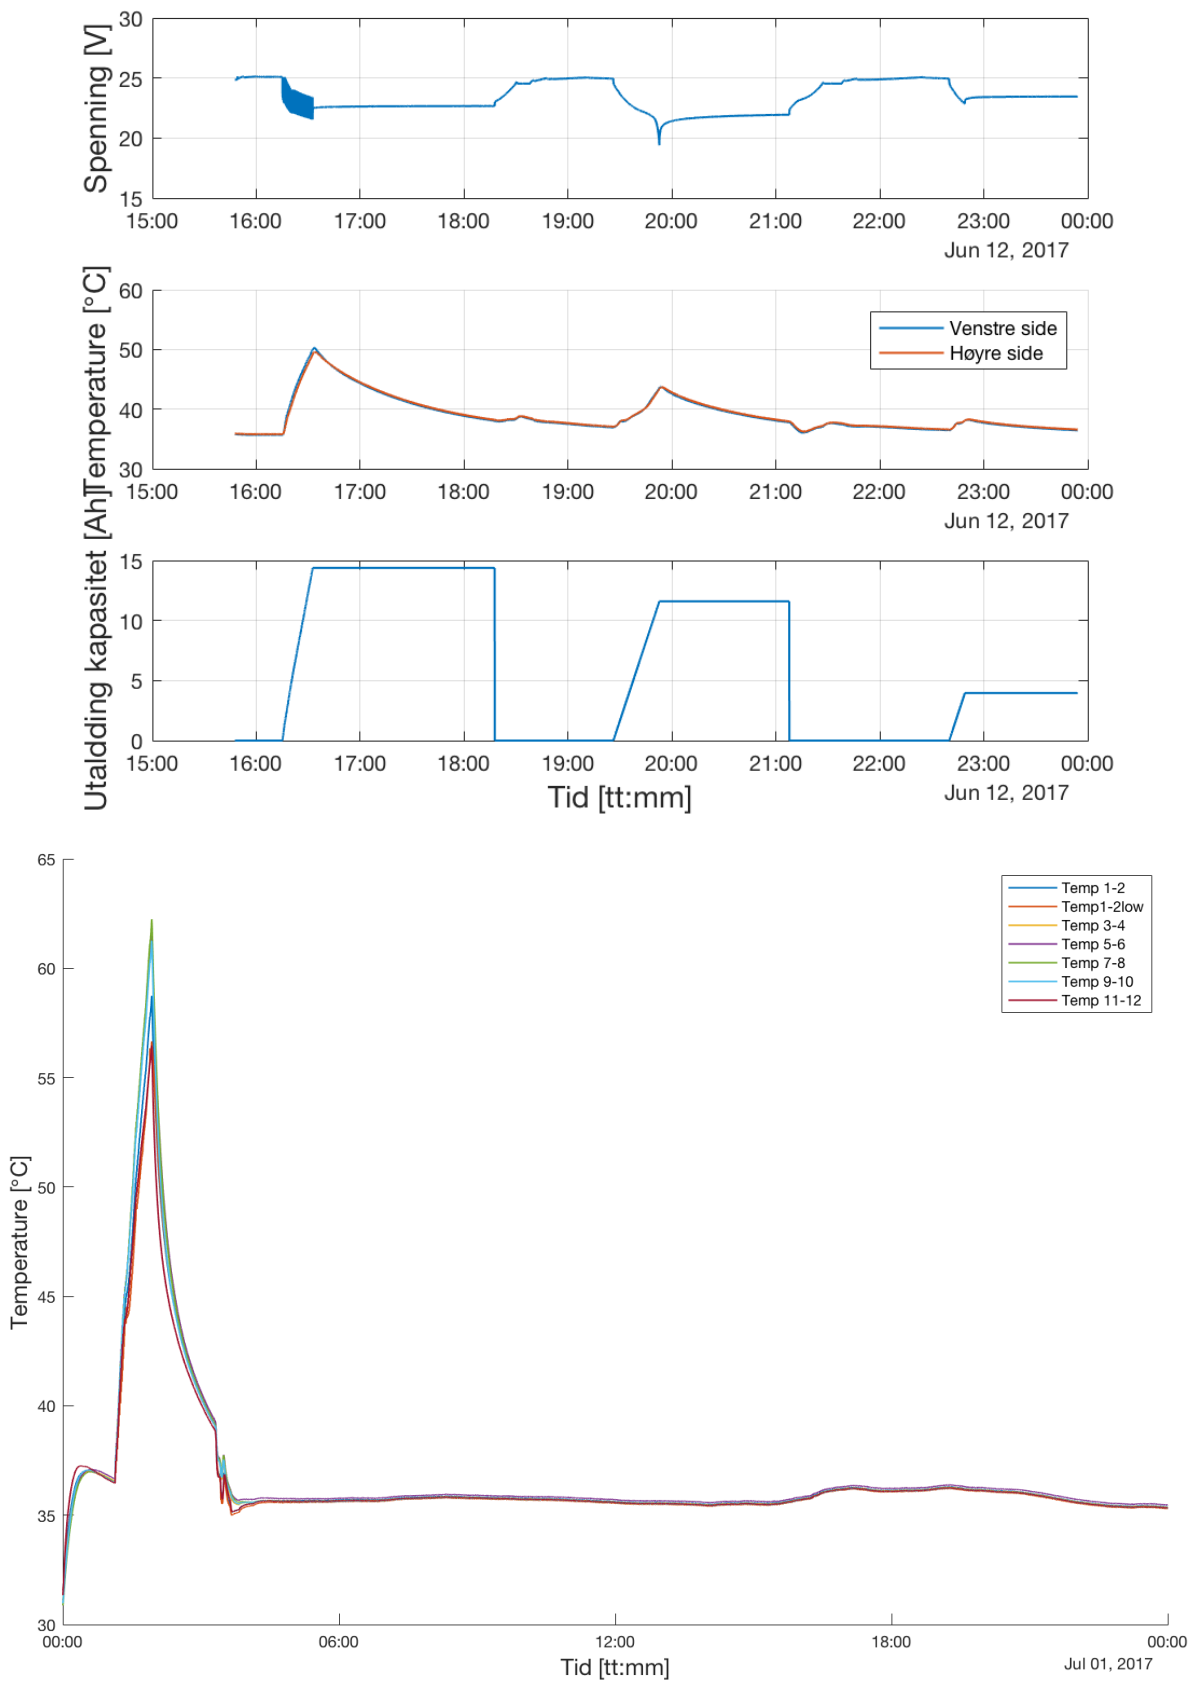 Spenning [V]
30
25
20
15
15:00 16:00 17:00 18:00 19:00 20:00 21:00 22:00 23:00 00:00
Jun 12, 2017
Temperature [°C]
60
50
40
30
Venstre side
Høyre side
15:00 16:00 17:00 18:00 19:00 20:00 21:00 22:00 23:00 00:00
Jun 12, 2017
Utaldding kapasitet [Ah]
15
10
5
0
15:00 16:00 17:00 18:00 19:00 20:00 21:00 22:00 23:00 00:00
Tid [tt:mm]
Jun 12, 2017
Temperature [°C]
65
60
55
50
45
40
35
30
Temp 1-2
Temp1-2low
Temp 3-4
Temp 5-6
Temp 7-8
Temp 9-10
Temp 11-12
00:00 06:00 12:00 18:00 00:00
Tid [tt:mm]
Jul 01, 2017